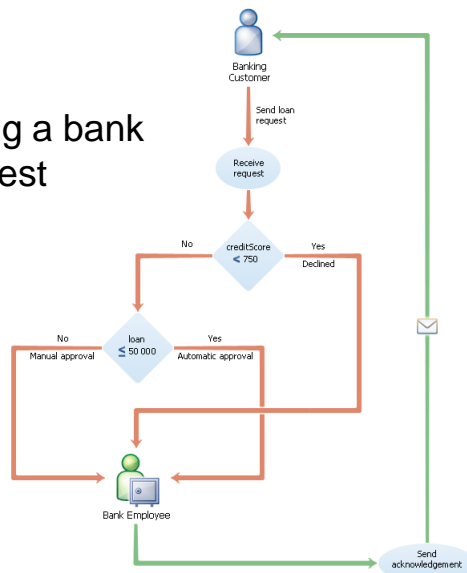 g a bank
est
Banking
Customer
Send loan
request
Receive
request
No
creditScore
< 750
Yes
Declined
No
Manual approval
loan
≤ 50 000
Yes
Automatic approval
Bank Employee
Send
acknowledgement